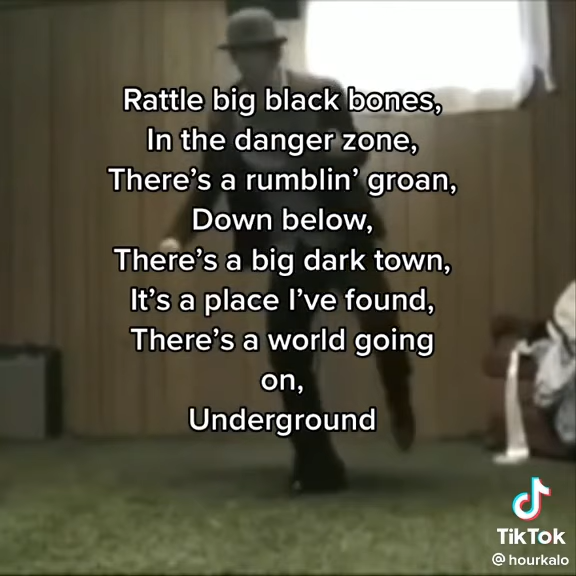 Rattle big black bones,
In the danger zone,
There's a rumblin' groan,
Down below,
There's a big dark town,
It's a place I've found,
There's a world going
on,
Underground
TikTok
@hourkalo